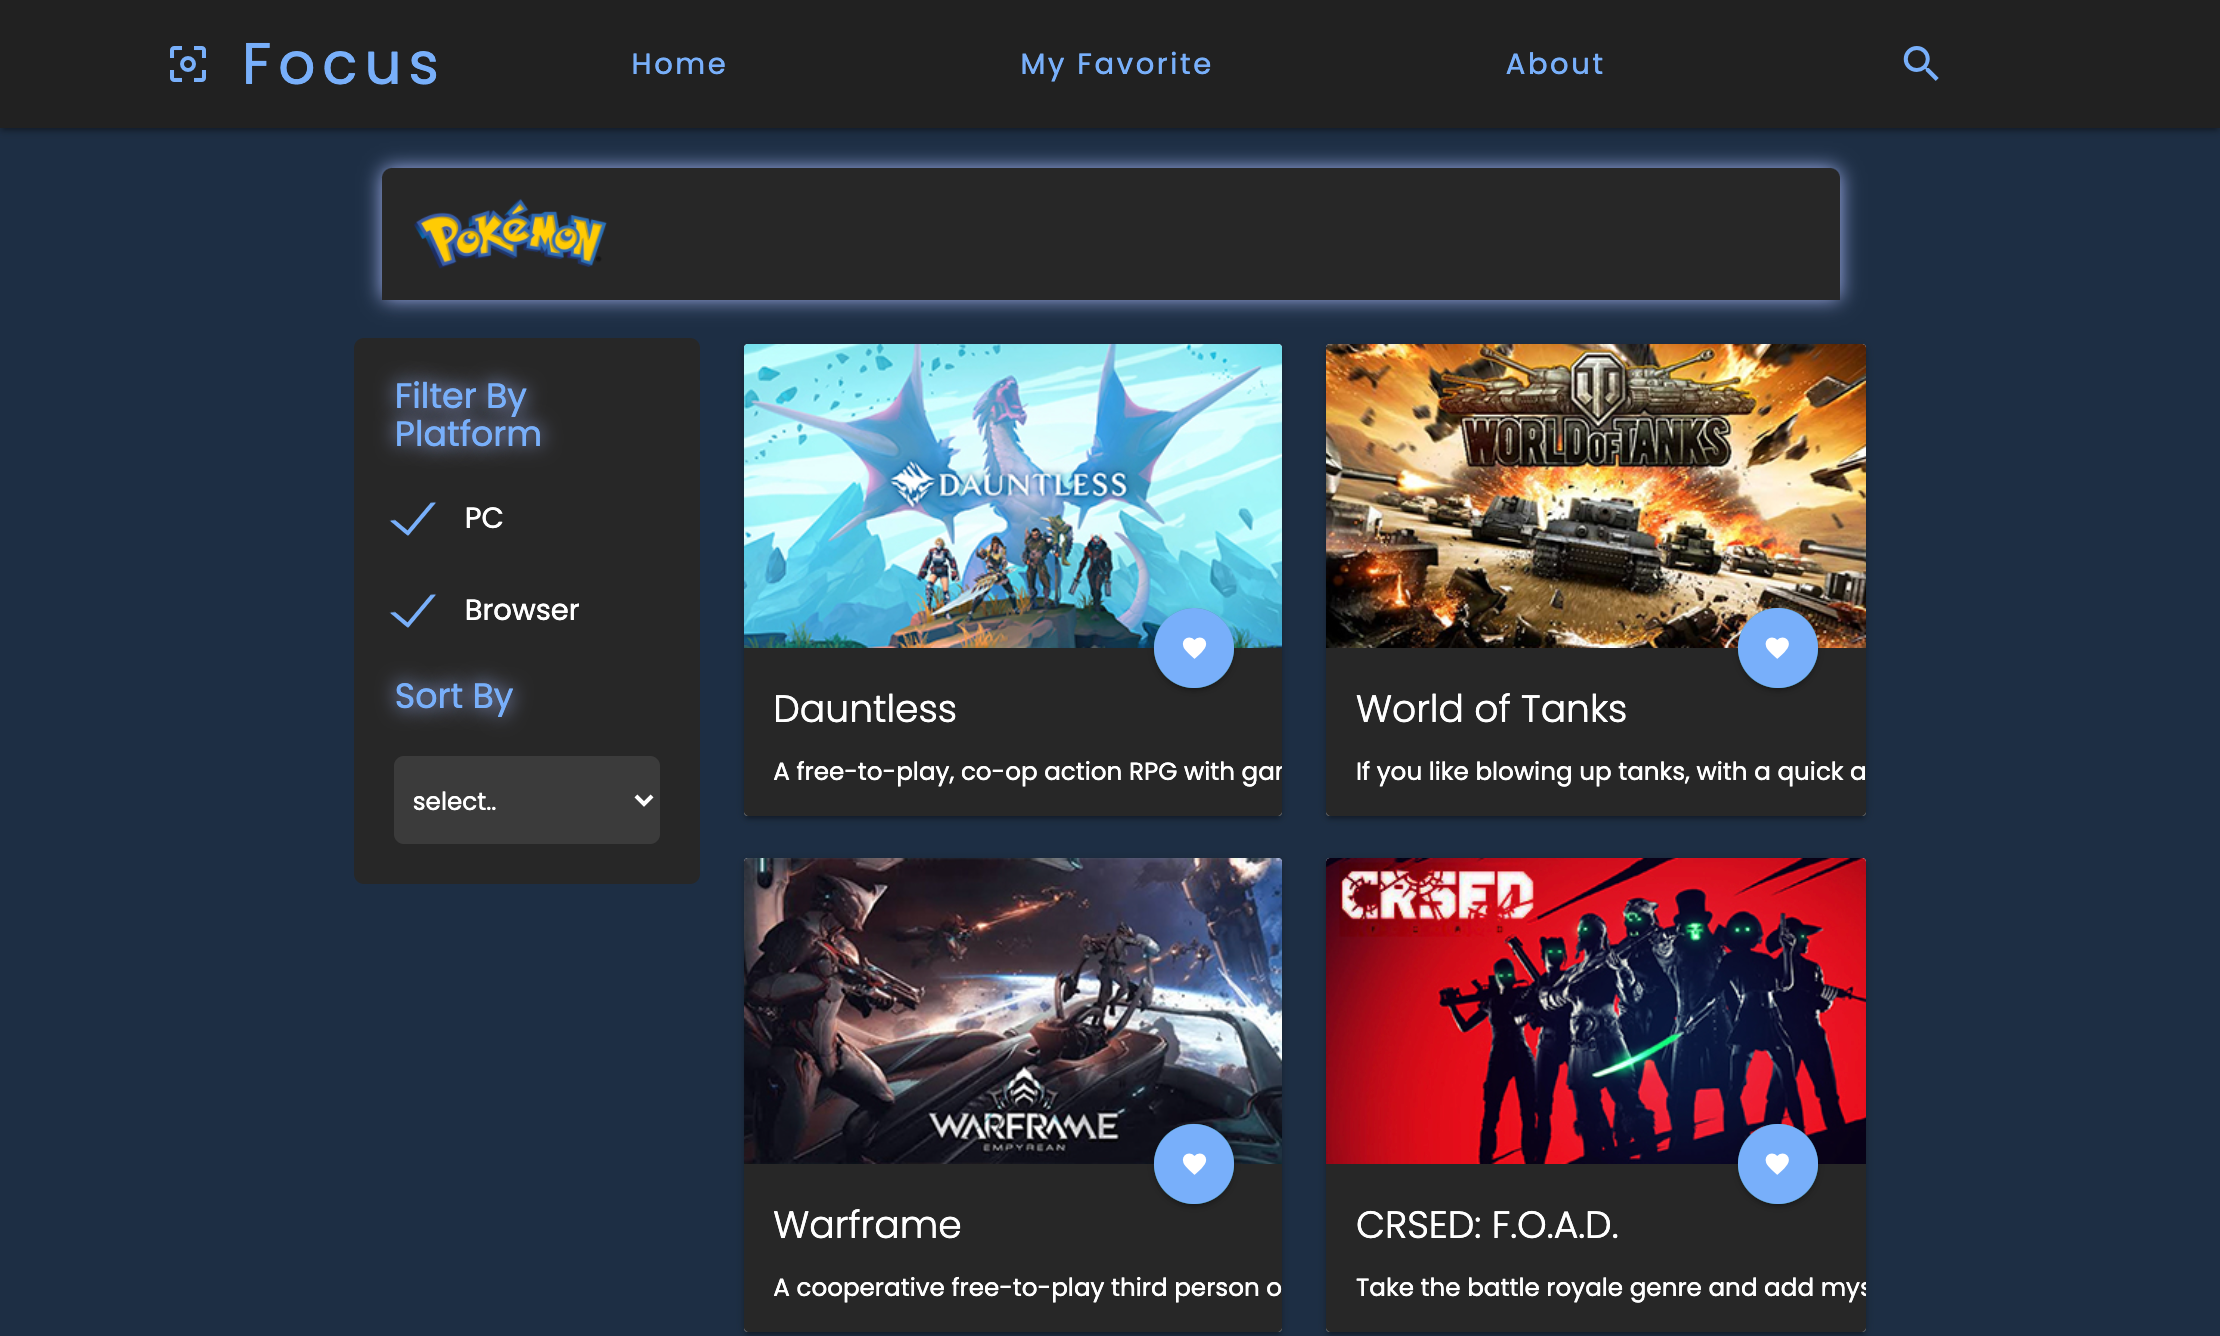 Focus
Home
My Favorite
About
POKéMON
Filter By
Platform
PC
Browser
Sort By
select..
DAUNTLESS
Dauntless
A free-to-play, co-op action RPG with gar
WORLD OF TANKS
World of Tanks
If you like blowing up tanks, with a quick a
WARFRAME
EMPYREAN
Warframe
A cooperative free-to-play third person o
CRSED
CRSED: F.O.A.D.
Take the battle royale genre and add mys